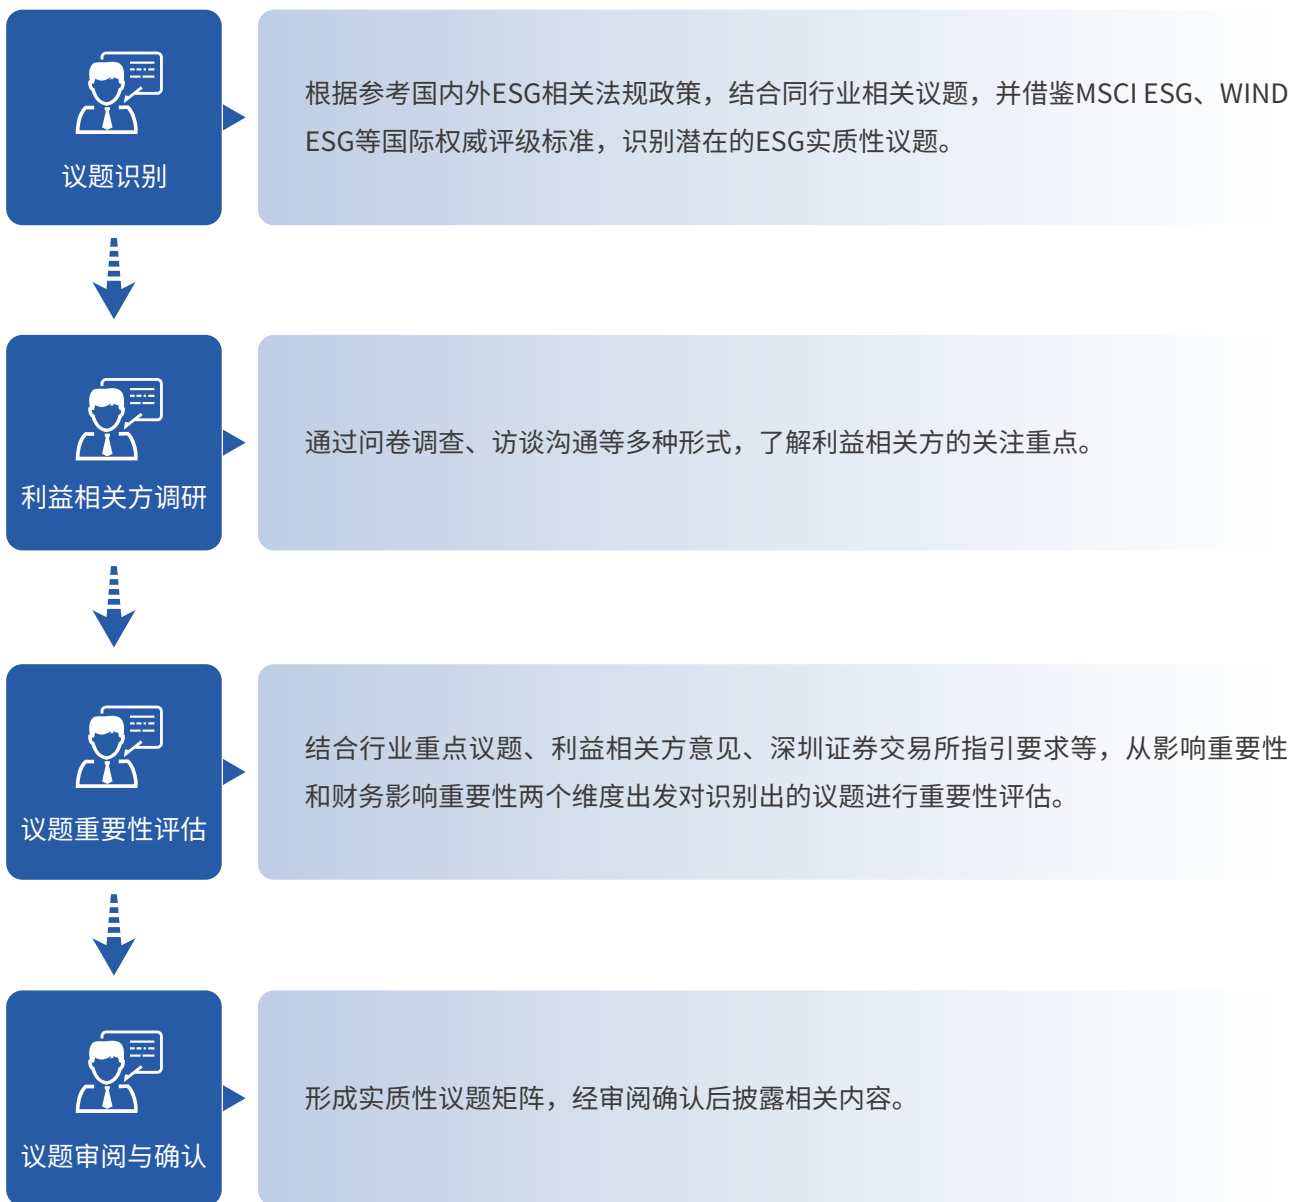 议题识别
根据参考国内外ESG相关法规政策，结合同行业相关议题，并借鉴MSCI ESG、WIND
ESG等国际权威评级标准，识别潜在的ESG实质性议题。
利益相关方调研
通过问卷调查、访谈沟通等多种形式，了解利益相关方的关注重点。
议题重要性评估
结合行业重点议题、利益相关方意见、深圳证券交易所指引要求等，从影响重要性
和财务影响重要性两个维度出发对识别出的议题进行重要性评估。
议题审阅与确认
形成实质性议题矩阵，经审阅确认后披露相关内容。